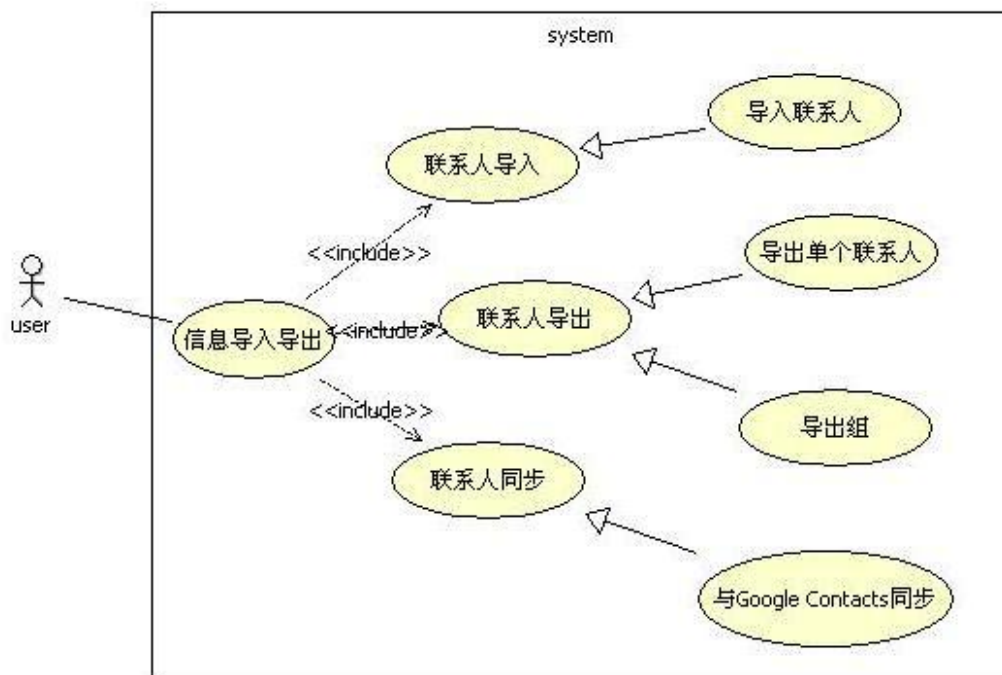 system
导入联系人
联系人导入
<<include>>
导出单个联系人
user
信息导入导出
<<include>>
联系人导出
<<include>>
导出组
联系人同步
与Google Contacts同步